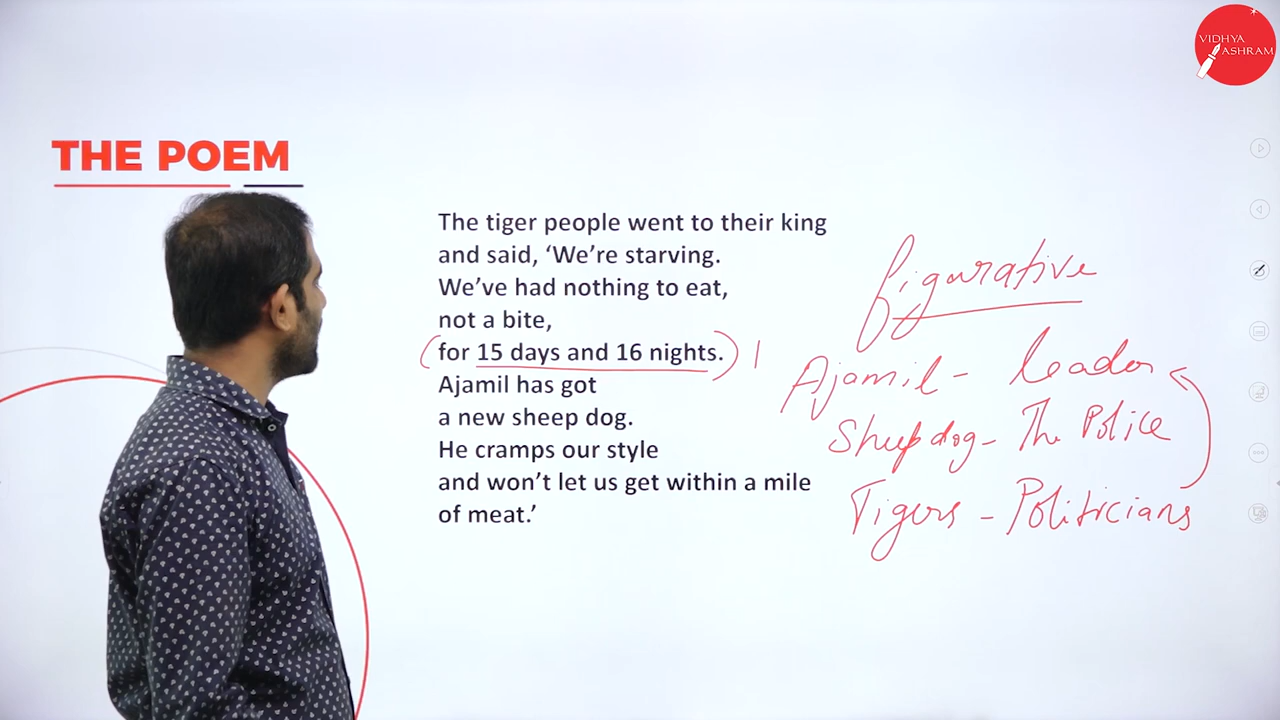 VIDHYA
ASHRAM
THE POEM
The tiger people went to their king
and said, ‘We’re starving.
We’ve had nothing to eat,
not a bite,
(for 15 days and 16 nights.)
Ajamil has got
a new sheep dog.
He cramps our style
and won’t let us get within a mile
of meat.’
figurative
Ajamil - leader
Sheep dog - The Police
Tigers - Politicians